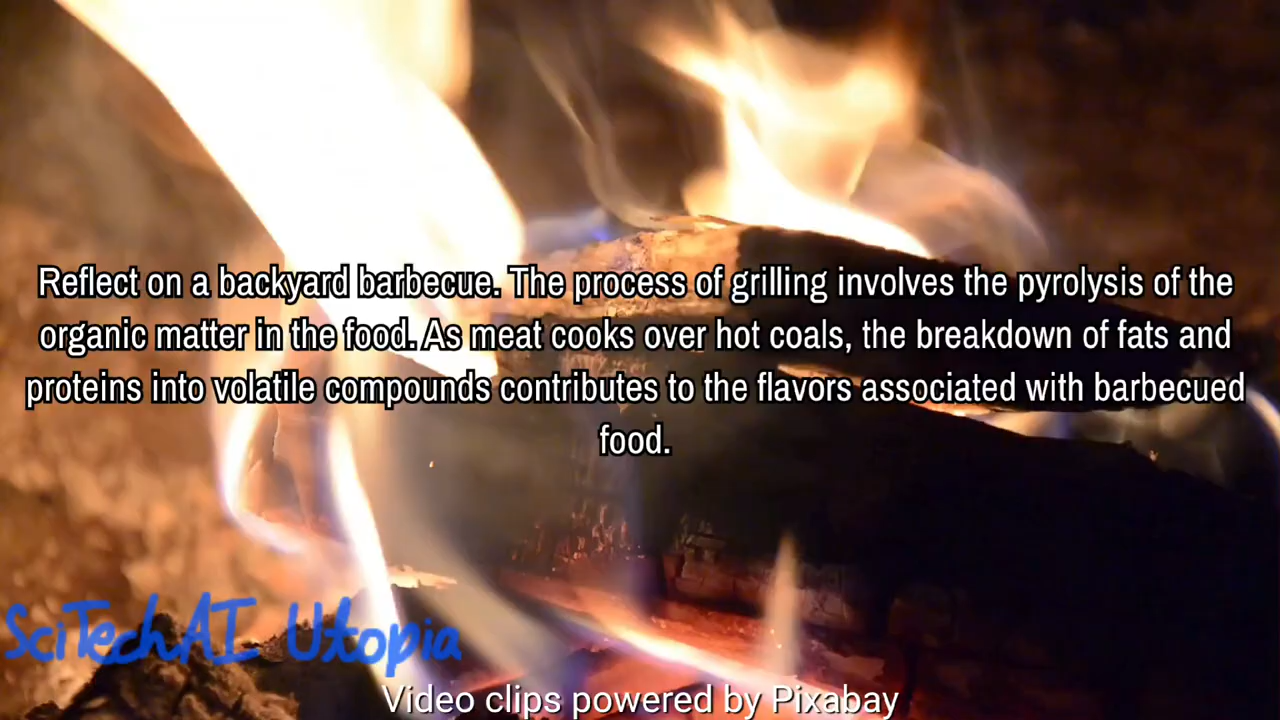 Reflect on a backyard barbecue. The process of grilling involves the pyrolysis of the
organic matter in the food. As meat cooks over hot coals, the breakdown of fats and
proteins into volatile compounds contributes to the flavors associated with barbecued
food.
SciTechAI Utopia
Video clips powered by Pixabay